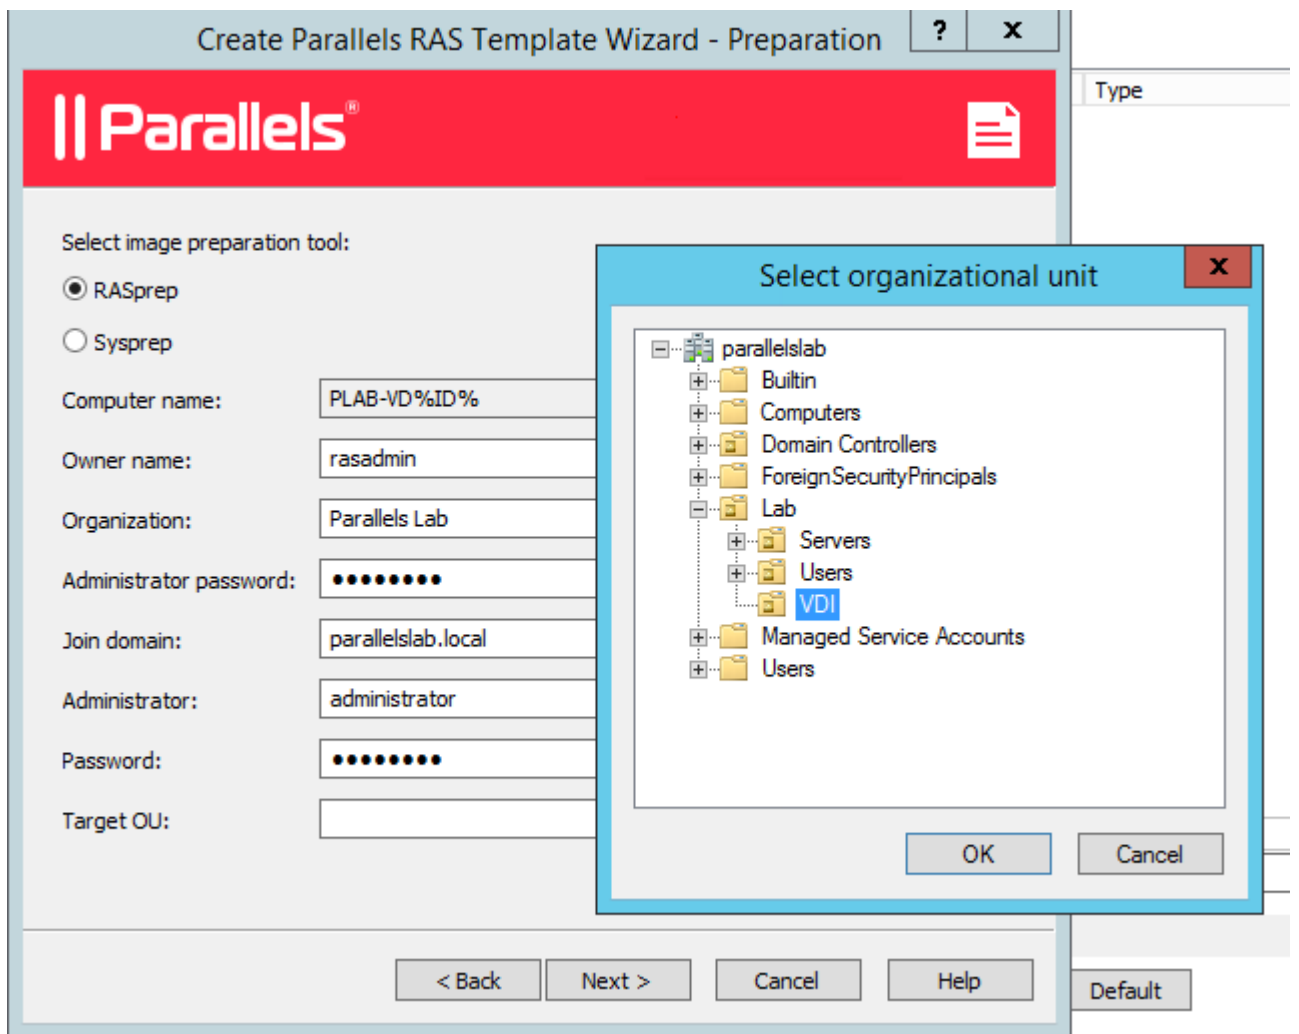 Create Parallels RAS Template Wizard - Preparation
? x
Type
|| Parallels®
Select image preparation tool:
RASprep
Sysprep
Computer name: PLAB-VD%ID%
Owner name: rasadmin
Organization: Parallels Lab
Administrator password: ●●●●●●●●
Join domain: parallelslab.local
Administrator: administrator
Password: ●●●●●●●●
Target OU:
< Back Next > Cancel Help
Default
Select organizational unit
x
parallelslab
Builtin
Computers
Domain Controllers
ForeignSecurityPrincipals
Lab
Servers
Users
VDI
Managed Service Accounts
Users
OK Cancel